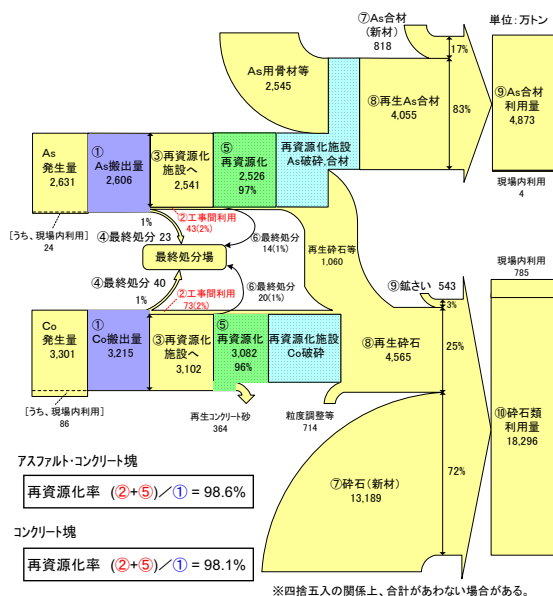 単位：万トン
⑦As合材
(新材)
818
17%
As用骨材等
2,545
⑧再生As合材
4,055
83%
⑨As合材
利用量
4,873
現場内利用
4
As
発生量
2,631
①
As搬出量
2,606
③再資源化
施設へ
2,541
⑤
再資源化
2,526
97%
再資源化施設
As破砕,合材
[うち、現場内利用]
24
1%
②工事間利用
43(2%)
④最終処分 23
⑥最終処分
14(1%)
最終処分場
再生砕石等
1,060
④最終処分 40
1%
②工事間利用
73(2%)
⑥最終処分
20(1%)
⑨鉱さい 543
3%
現場内利用
785
Co
発生量
3,301
①
Co搬出量
3,215
③再資源化
施設へ
3,102
⑤
再資源化
3,082
96%
再資源化施設
Co破砕
⑧再生砕石
4,565
25%
⑩砕石類
利用量
18,296
[うち、現場内利用]
86
再生コンクリート砂
364
粒度調整等
714
⑦砕石(新材)
13,189
72%
アスファルト・コンクリート塊
再資源化率 (②+⑤)／① = 98.6%
コンクリート塊
再資源化率 (②+⑤)／① = 98.1%
※四捨五入の関係上、合計があわない場合がある。